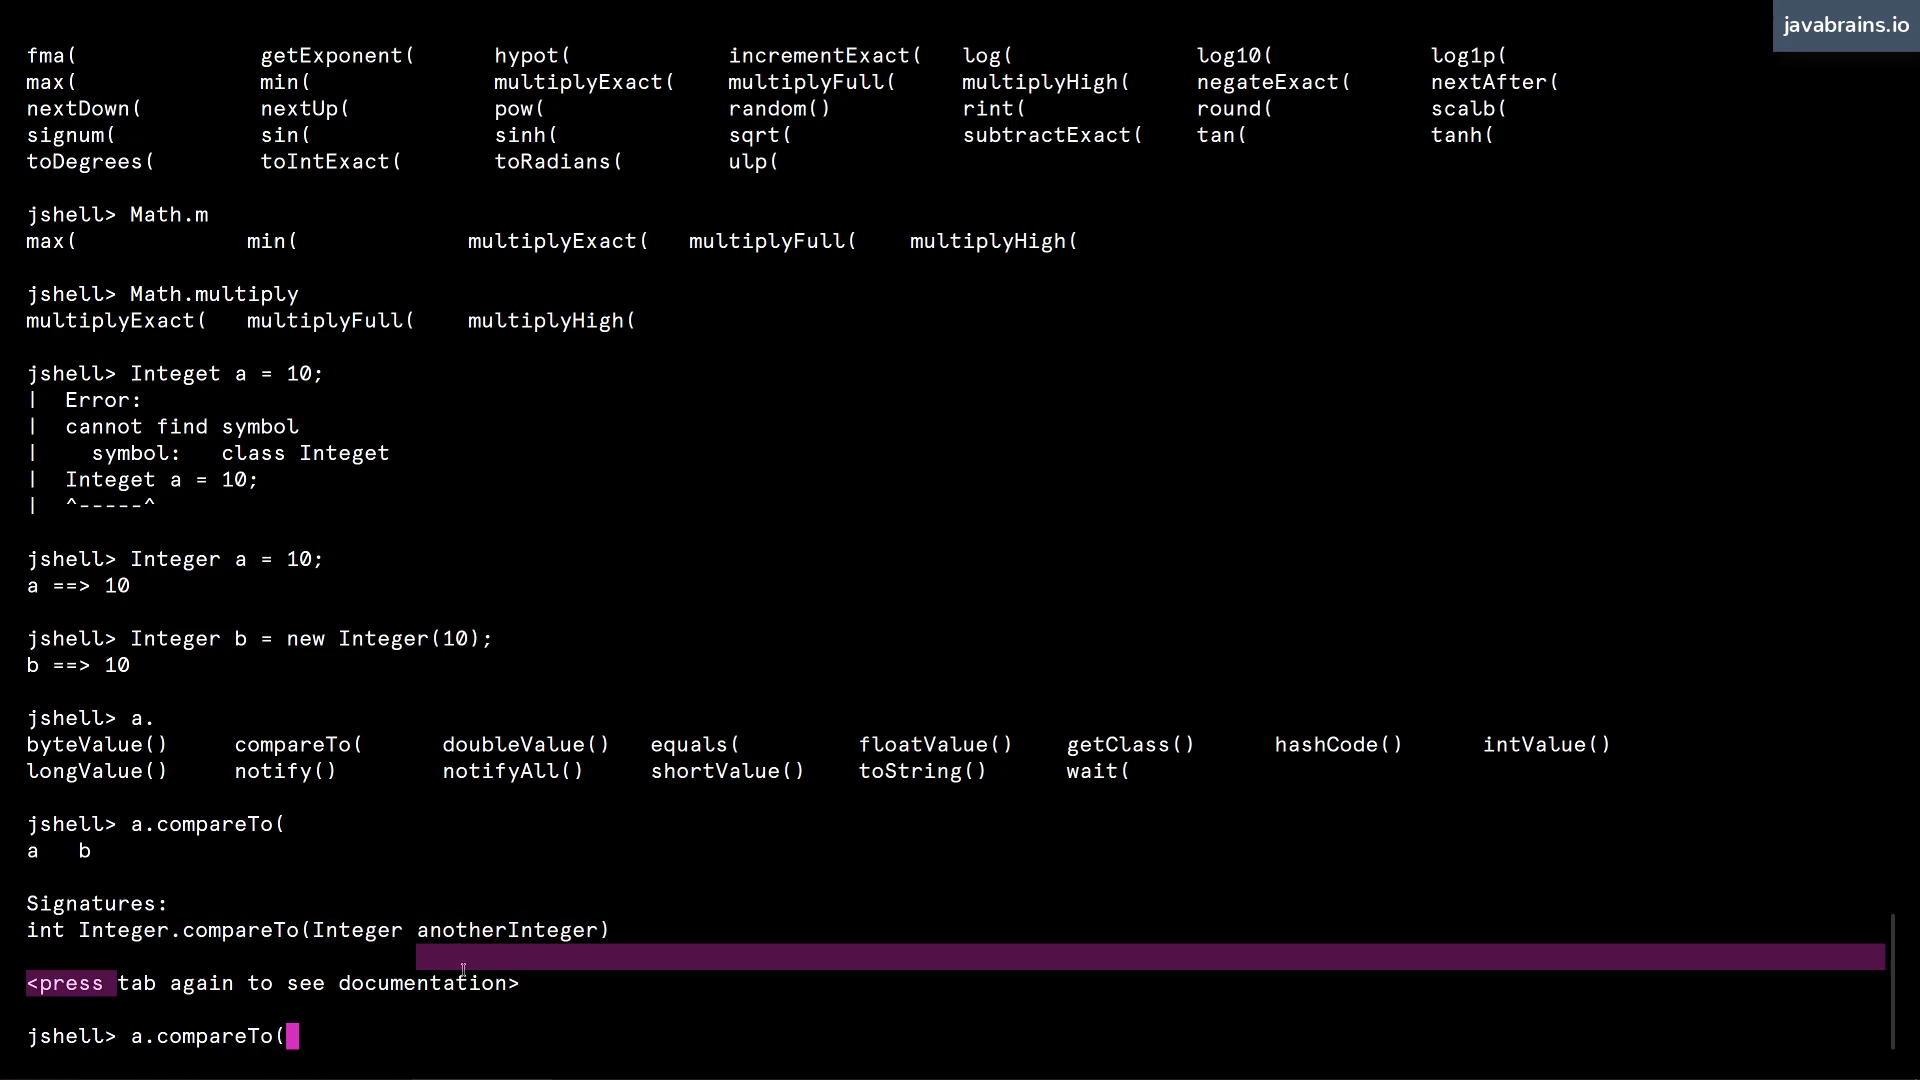 javabrains.io
fma( getExponent( hypot( incrementExact( log( log10( log1p(
max( min( multiplyExact( multiplyFull( multiplyHigh( negateExact( nextAfter(
nextDown( nextUp( pow( random() rint( round( scalb(
signum( sin( sinh( sqrt( subtractExact( tan( tanh(
toDegrees( toIntExact( toRadians( ulp(
jshell> Math.m
max( min( multiplyExact( multiplyFull( multiplyHigh(
jshell> Math.multiply
multiplyExact( multiplyFull( multiplyHigh(
jshell> Integet a = 10;
| Error:
| cannot find symbol
| symbol: class Integet
| Integet a = 10;
| ^-----^
jshell> Integer a = 10;
a ==> 10
jshell> Integer b = new Integer(10);
b ==> 10
jshell> a.
byteValue() compareTo( doubleValue() equals( floatValue() getClass() hashCode() intValue()
longValue() notify() notifyAll() shortValue() toString() wait(
jshell> a.compareTo(
a b
Signatures:
int Integer.compareTo(Integer anotherInteger)
<press tab again to see documentation>
jshell> a.compareTo(